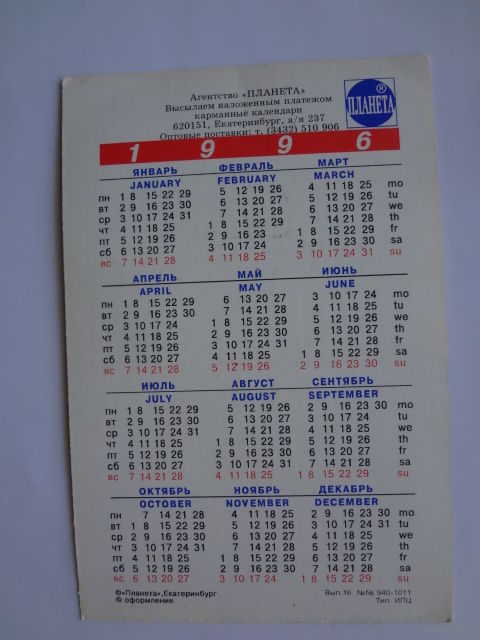 Агентство «ПЛАНЕТА»
Высылаем наложенным платежом
карманные календари
620151, Екатеринбург, а/я 237
Оптовые поставки: т. (3432) 510 906
® ПЛАНЕТА
1 9 9 6
ЯНВАРЬ ФЕВРАЛЬ МАРТ
JANUARY FEBRUARY MARCH
пн 1 8 15 22 29 5 12 19 26 4 11 18 25 mo
вт 2 9 16 23 30 6 13 20 27 5 12 19 26 tu
ср 3 10 17 24 31 7 14 21 28 6 13 20 27 we
чт 4 11 18 25 1 8 15 22 29 7 14 21 28 th
пт 5 12 19 26 2 9 16 23 1 8 15 22 29 fr
сб 6 13 20 27 3 10 17 24 2 9 16 23 30 sa
вс 7 14 21 28 4 11 18 25 3 10 17 24 31 su
АПРЕЛЬ МАЙ ИЮНЬ
APRIL MAY JUNE
пн 1 8 15 22 29 6 13 20 27 3 10 17 24 mo
вт 2 9 16 23 30 7 14 21 28 4 11 18 25 tu
ср 3 10 17 24 1 8 15 22 29 5 12 19 26 we
чт 4 11 18 25 2 9 16 23 30 6 13 20 27 th
пт 5 12 19 26 3 10 17 24 31 7 14 21 28 fr
сб 6 13 20 27 4 11 18 25 1 8 15 22 29 sa
вс 7 14 21 28 5 12 19 26 2 9 16 23 30 su
ИЮЛЬ АВГУСТ СЕНТЯБРЬ
JULY AUGUST SEPTEMBER
пн 1 8 15 22 29 5 12 19 26 2 9 16 23 30 mo
вт 2 9 16 23 30 6 13 20 27 3 10 17 24 tu
ср 3 10 17 24 31 7 14 21 28 4 11 18 25 we
чт 4 11 18 25 1 8 15 22 29 5 12 19 26 th
пт 5 12 19 26 2 9 16 23 30 6 13 20 27 fr
сб 6 13 20 27 3 10 17 24 31 7 14 21 28 sa
вс 7 14 21 28 4 11 18 25 1 8 15 22 29 su
ОКТЯБРЬ НОЯБРЬ ДЕКАБРЬ
OCTOBER NOVEMBER DECEMBER
пн 7 14 21 28 4 11 18 25 2 9 16 23 30 mo
вт 1 8 15 22 29 5 12 19 26 3 10 17 24 31 tu
ср 2 9 16 23 30 6 13 20 27 4 11 18 25 we
чт 3 10 17 24 31 7 14 21 28 5 12 19 26 th
пт 4 11 18 25 1 8 15 22 29 6 13 20 27 fr
сб 5 12 19 26 2 9 16 23 30 7 14 21 28 sa
вс 6 13 20 27 3 10 17 24 1 8 15 22 29 su
©«Планета»,Екатеринбург Вып.16 №№ 940-1011
© оформление Тип. ИПЦ